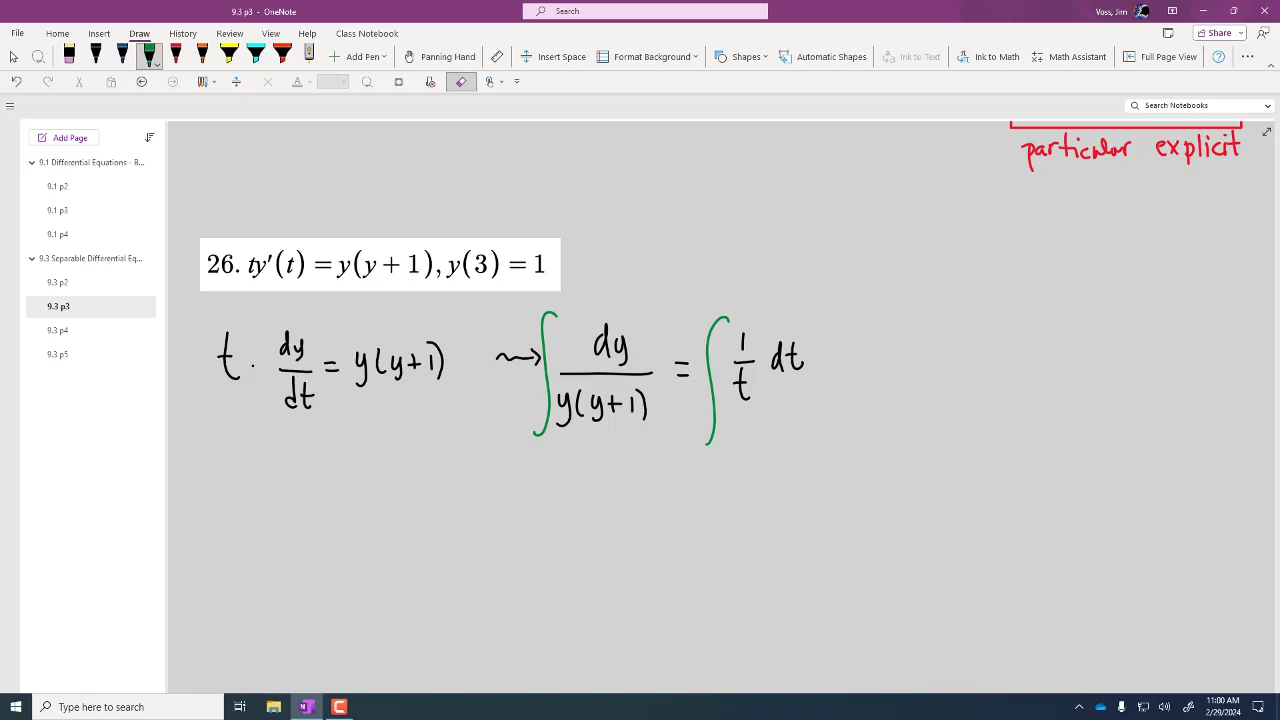 9.3 p3 - OneNote
Search
Voss, Jim
File Home Insert Draw History Review View Help Class Notebook
Share
Add Pen Panning Hand Insert Space Format Background Shapes Automatic Shapes Ink to Text Ink to Math Math Assistant Full Page View
Search Notebooks
Add Page
9.1 Differential Equations - B...
9.1 p2
9.1 p3
9.1 p4
9.3 Separable Differential Eq...
9.3 p2
9.3 p3
9.3 p4
9.3 p5
particular explicit
26. ty′(t) = y(y + 1), y(3) = 1
t · dy/dt = y(y+1) ⇝ ∫ dy/y(y+1) = ∫ 1/t dt
Type here to search
11:00 AM
2/29/2024